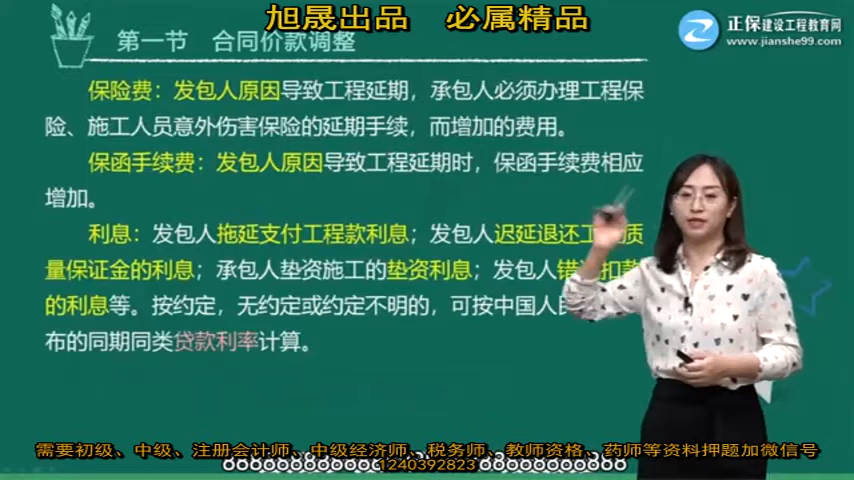 旭晟出品 必属精品
正保建设工程教育网
www.jianshe99.com
第一节 合同价款调整
保险费：发包人原因导致工程延期，承包人必须办理工程保
险、施工人员意外伤害保险的延期手续，而增加的费用。
保函手续费：发包人原因导致工程延期时，保函手续费相应
增加。
利息：发包人拖延支付工程款利息；发包人迟延退还工 质
量保证金的利息；承包人垫资施工的垫资利息；发包人错 扣款
的利息等。按约定，无约定或约定不明的，可按中国人民
布的同期同类贷款利率计算。
需要初级、中级、注册会计师、中级经济师、税务师、教师资格、药师等资料押题加微信号
1240392823